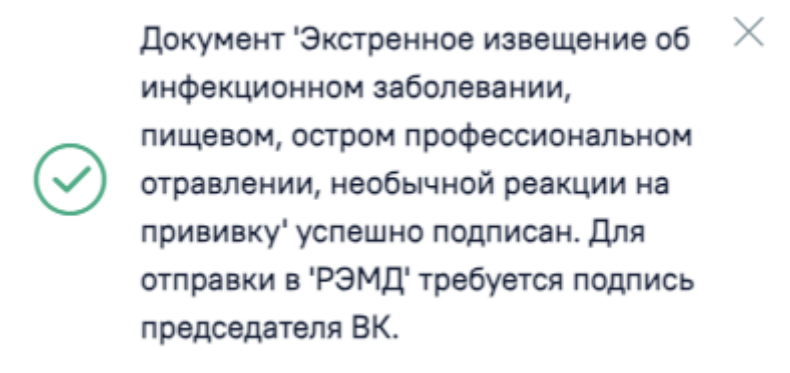 Документ 'Экстренное извещение об
инфекционном заболевании,
пищевом, остром профессиональном
отравлении, необычной реакции на
прививку' успешно подписан. Для
отправки в 'РЭМД' требуется подпись
председателя ВК.